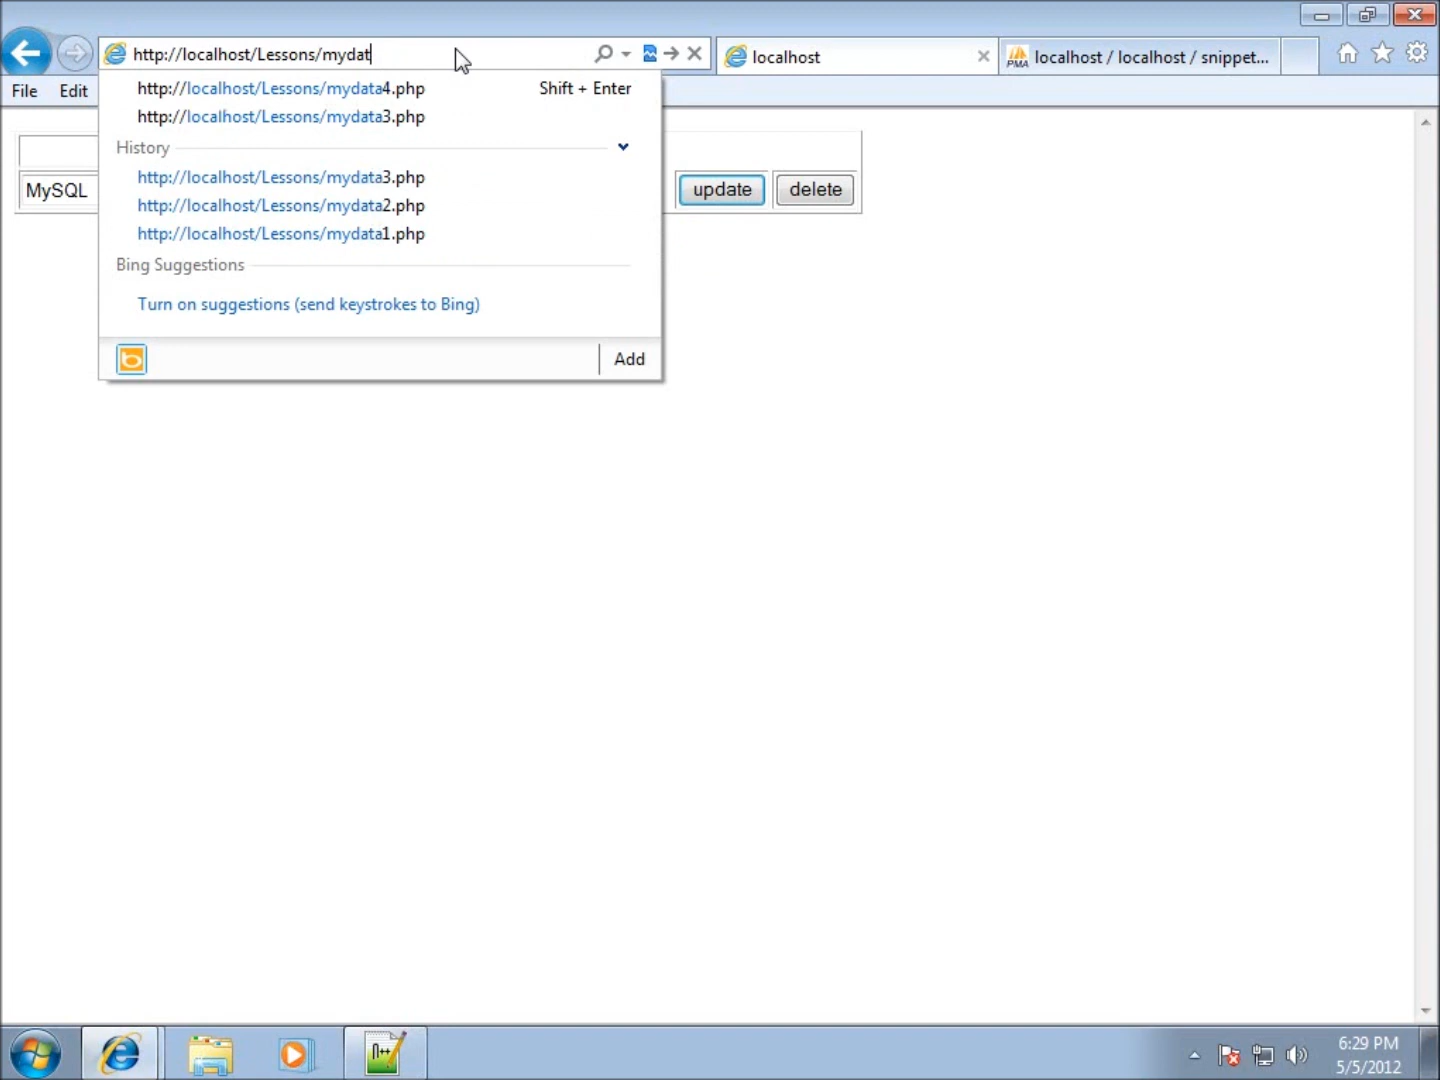 http://localhost/Lessons/mydat
localhost
localhost / localhost / snippet...
PMA
File Edit
http://localhost/Lessons/mydata4.php Shift + Enter
http://localhost/Lessons/mydata3.php
History
http://localhost/Lessons/mydata3.php
MySQL
update delete
http://localhost/Lessons/mydata2.php
http://localhost/Lessons/mydata1.php
Bing Suggestions
Turn on suggestions (send keystrokes to Bing)
b
Add
n++
6:29 PM
5/5/2012